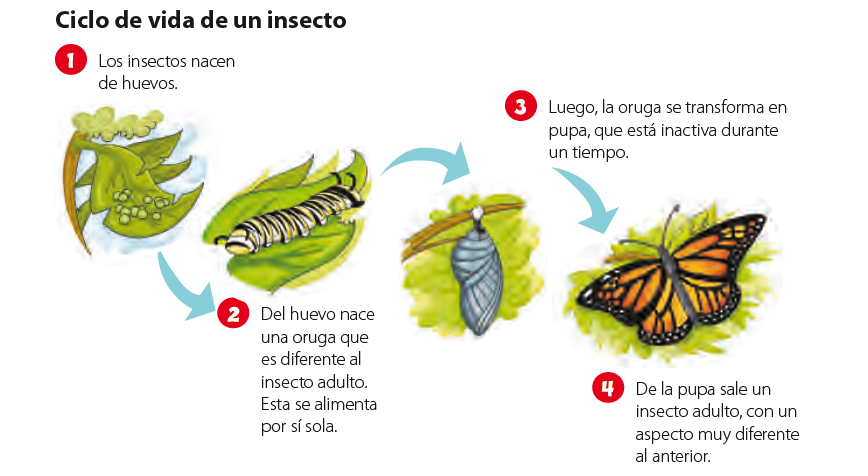 Ciclo de vida de un insecto
1 Los insectos nacen
de huevos.
2 Del huevo nace
una oruga que
es diferente al
insecto adulto.
Esta se alimenta
por sí sola.
3 Luego, la oruga se transforma en
pupa, que está inactiva durante
un tiempo.
4 De la pupa sale un
insecto adulto, con un
aspecto muy diferente
al anterior.